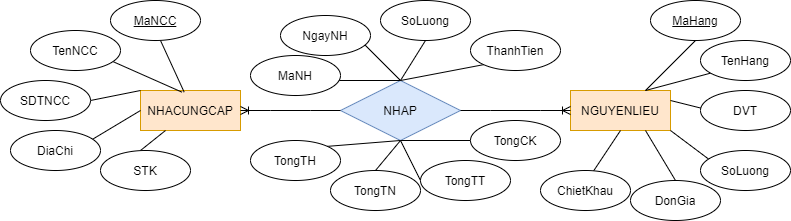 MaNCC
TenNCC
SDTNCC
DiaChi
STK
NHACUNGCAP
NgayNH
SoLuong
MaNH
ThanhTien
NHAP
TongTH
TongTN
TongTT
TongCK
MaHang
TenHang
NGUYENLIEU
DVT
SoLuong
ChietKhau
DonGia